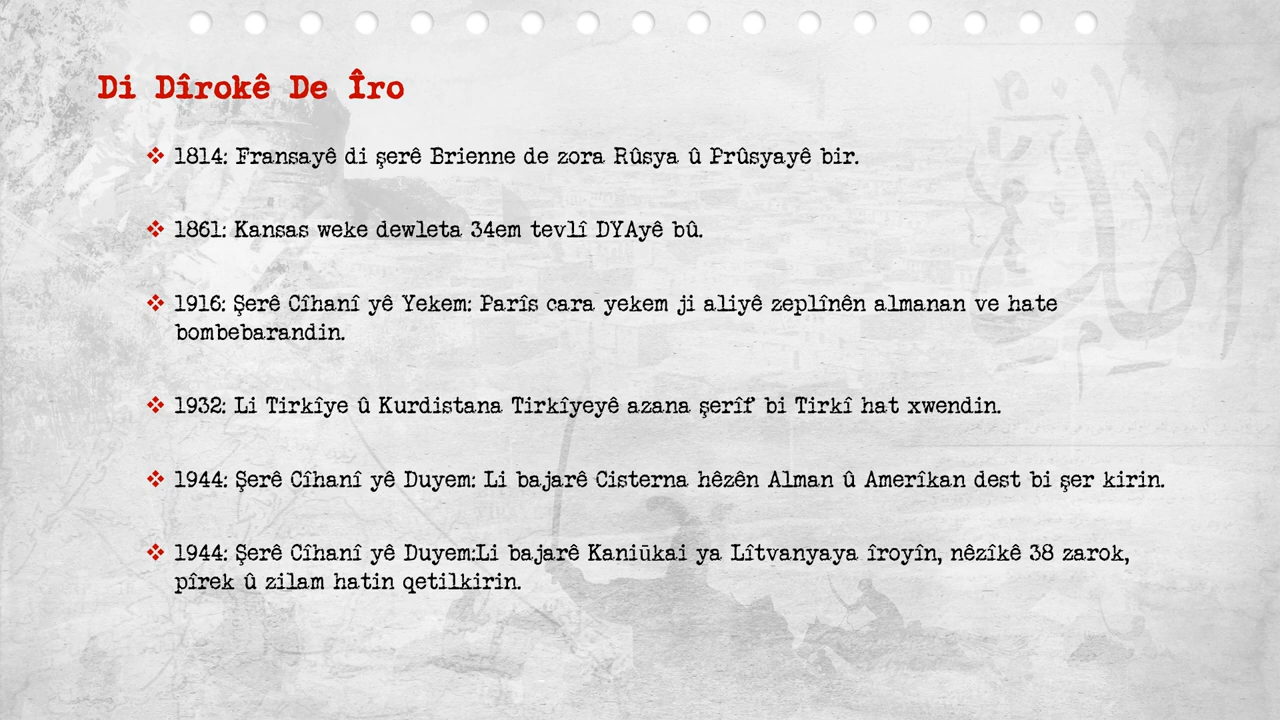 Di Dîrokê De Îro
❖ 1814: Fransayê di şerê Brienne de zora Rûsya û Prûsyayê bir.
❖ 1861: Kansas weke dewleta 34em tevlî DYAyê bû.
❖ 1916: Şerê Cîhanî yê Yekem: Parîs cara yekem ji aliyê zeplînên almanan ve hate
bombebarandin.
❖ 1932: Li Tirkîye û Kurdistana Tirkîyeyê azana şerîf bi Tirkî hat xwendin.
❖ 1944: Şerê Cîhanî yê Duyem: Li bajarê Cisterna hêzên Alman û Amerîkan dest bi şer kirin.
❖ 1944: Şerê Cîhanî yê Duyem:Li bajarê Kaniūkai ya Lîtvanyaya îroyîn, nêzîkê 38 zarok,
pîrek û zilam hatin qetilkirin.